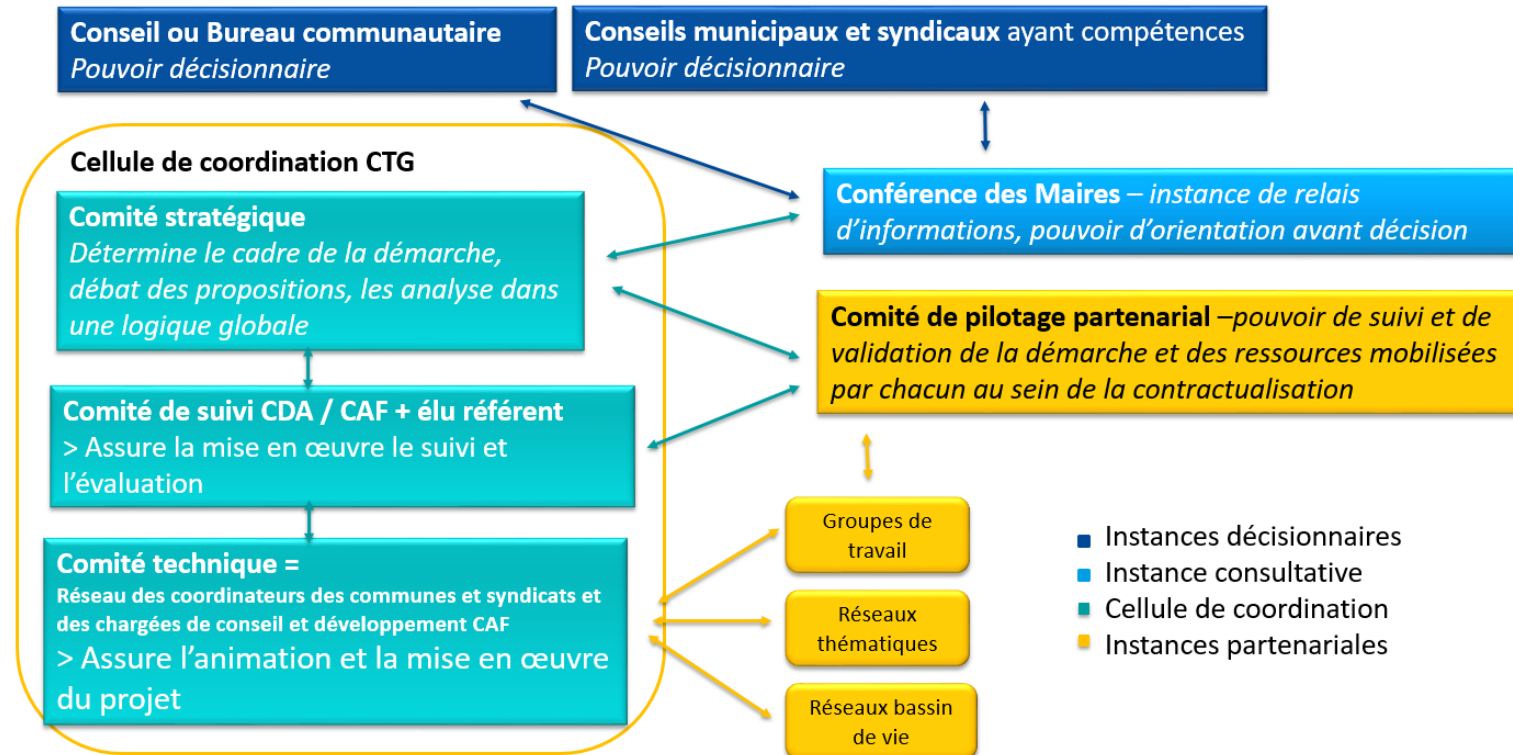 Conseil ou Bureau communautaire
Pouvoir décisionnaire
Conseils municipaux et syndicaux ayant compétences
Pouvoir décisionnaire
Cellule de coordination CTG
Comité stratégique
Détermine le cadre de la démarche,
débat des propositions, les analyse dans
une logique globale
Conférence des Maires – instance de relais
d’informations, pouvoir d’orientation avant décision
Comité de pilotage partenarial –pouvoir de suivi et de
validation de la démarche et des ressources mobilisées
par chacun au sein de la contractualisation
Comité de suivi CDA / CAF + élu référent
> Assure la mise en œuvre le suivi et
l’évaluation
Comité technique =
Réseau des coordinateurs des communes et syndicats et
des chargées de conseil et développement CAF
> Assure l’animation et la mise en œuvre
du projet
Groupes de
travail
Réseaux
thématiques
Réseaux bassin
de vie
Instances décisionnaires
Instance consultative
Cellule de coordination
Instances partenariales